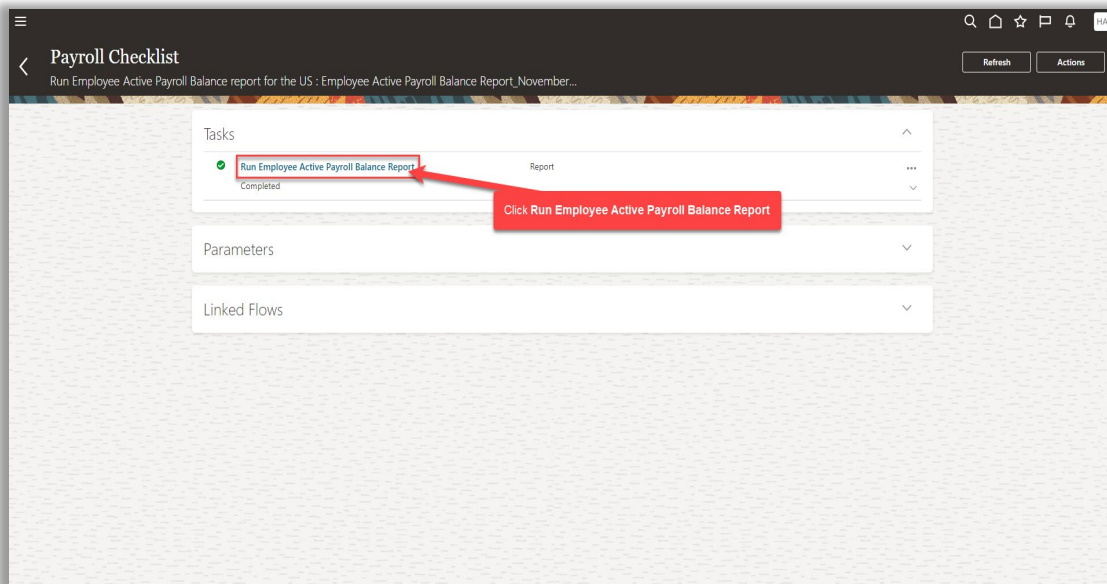 HA
Payroll Checklist
Run Employee Active Payroll Balance report for the US : Employee Active Payroll Balance Report_November...
Refresh
Actions
Tasks
Run Employee Active Payroll Balance Report
Report
Completed
Click Run Employee Active Payroll Balance Report
Parameters
Linked Flows